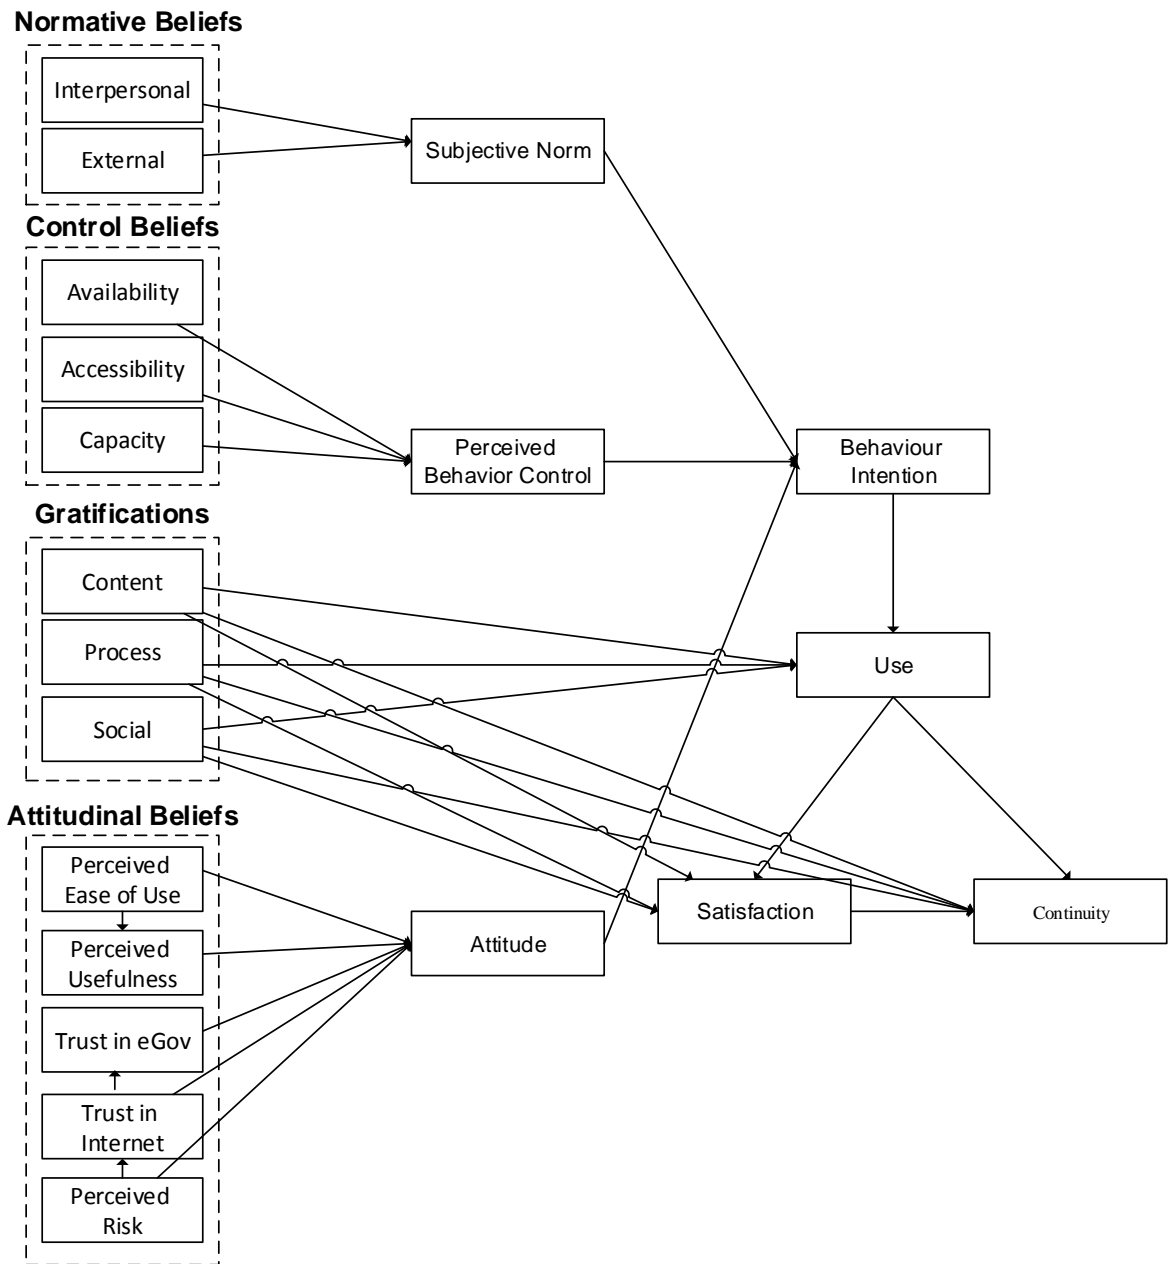 Normative Beliefs
Interpersonal
External
Subjective Norm
Control Beliefs
Availability
Accessibility
Capacity
Perceived
Behavior Control
Behaviour
Intention
Gratifications
Content
Process
Social
Use
Attitudinal Beliefs
Perceived
Ease of Use
Perceived
Usefulness
Trust in eGov
Trust in
Internet
Perceived
Risk
Attitude
Satisfaction
Continuity